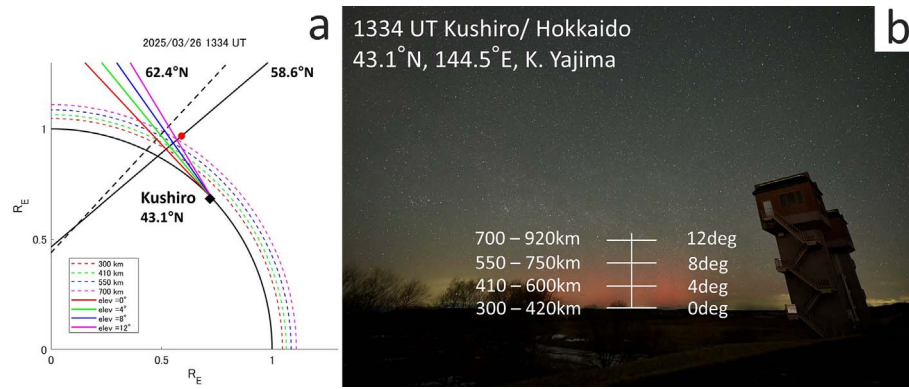 a
2025/03/26 1334 UT
62.4°N
58.6°N
1
Kushiro
43.1°N
R_E
0.5
300 km
410 km
550 km
700 km
elev =0°
elev =4°
elev =8°
elev =12°
0
0
0.5
1
R_E
b
1334 UT Kushiro/ Hokkaido
43.1°N, 144.5°E, K. Yajima
700 – 920km 12deg
550 – 750km 8deg
410 – 600km 4deg
300 – 420km 0deg